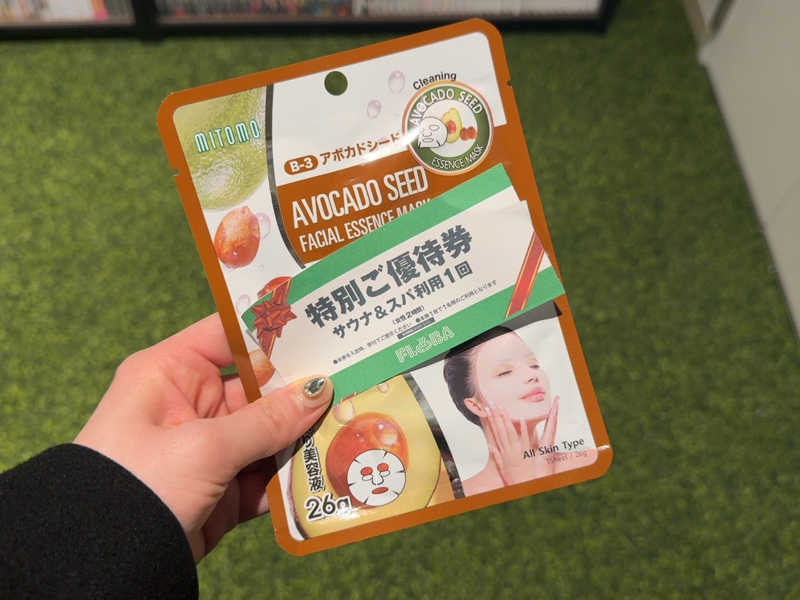 MITOMO
Cleaning
AVOCADO SEED
ESSENCE MASK
B-3 アボカドシード
AVOCADO SEED
FACIAL ESSENCE MASK
特別ご優待券
サウナ&スパ利用1回
美容液
26g
All Skin Type